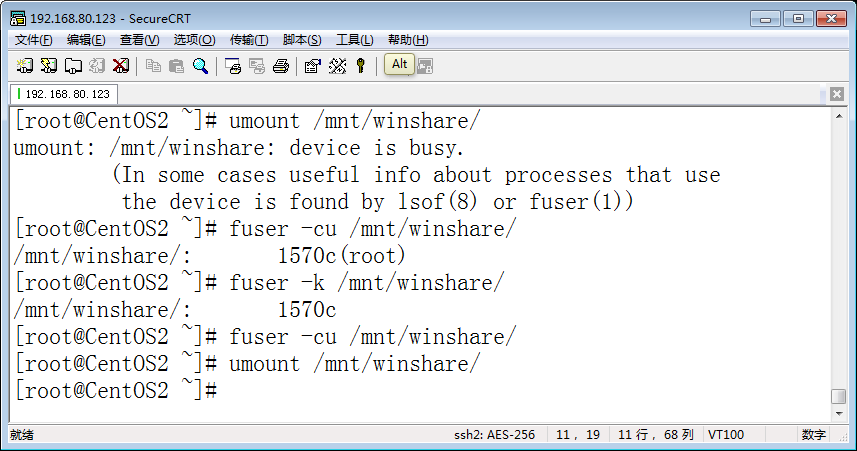 192.168.80.123 - SecureCRT
文件(F) 编辑(E) 查看(V) 选项(O) 传输(T) 脚本(S) 工具(L) 帮助(H)
Alt
192.168.80.123
[root@CentOS2 ~]# umount /mnt/winshare/
umount: /mnt/winshare: device is busy.
(In some cases useful info about processes that use
the device is found by lsof(8) or fuser(1))
[root@CentOS2 ~]# fuser -cu /mnt/winshare/
/mnt/winshare/: 1570c(root)
[root@CentOS2 ~]# fuser -k /mnt/winshare/
/mnt/winshare/: 1570c
[root@CentOS2 ~]# fuser -cu /mnt/winshare/
[root@CentOS2 ~]# umount /mnt/winshare/
[root@CentOS2 ~]#
就绪 ssh2: AES-256 11, 19 11 行, 68 列 VT100 数字